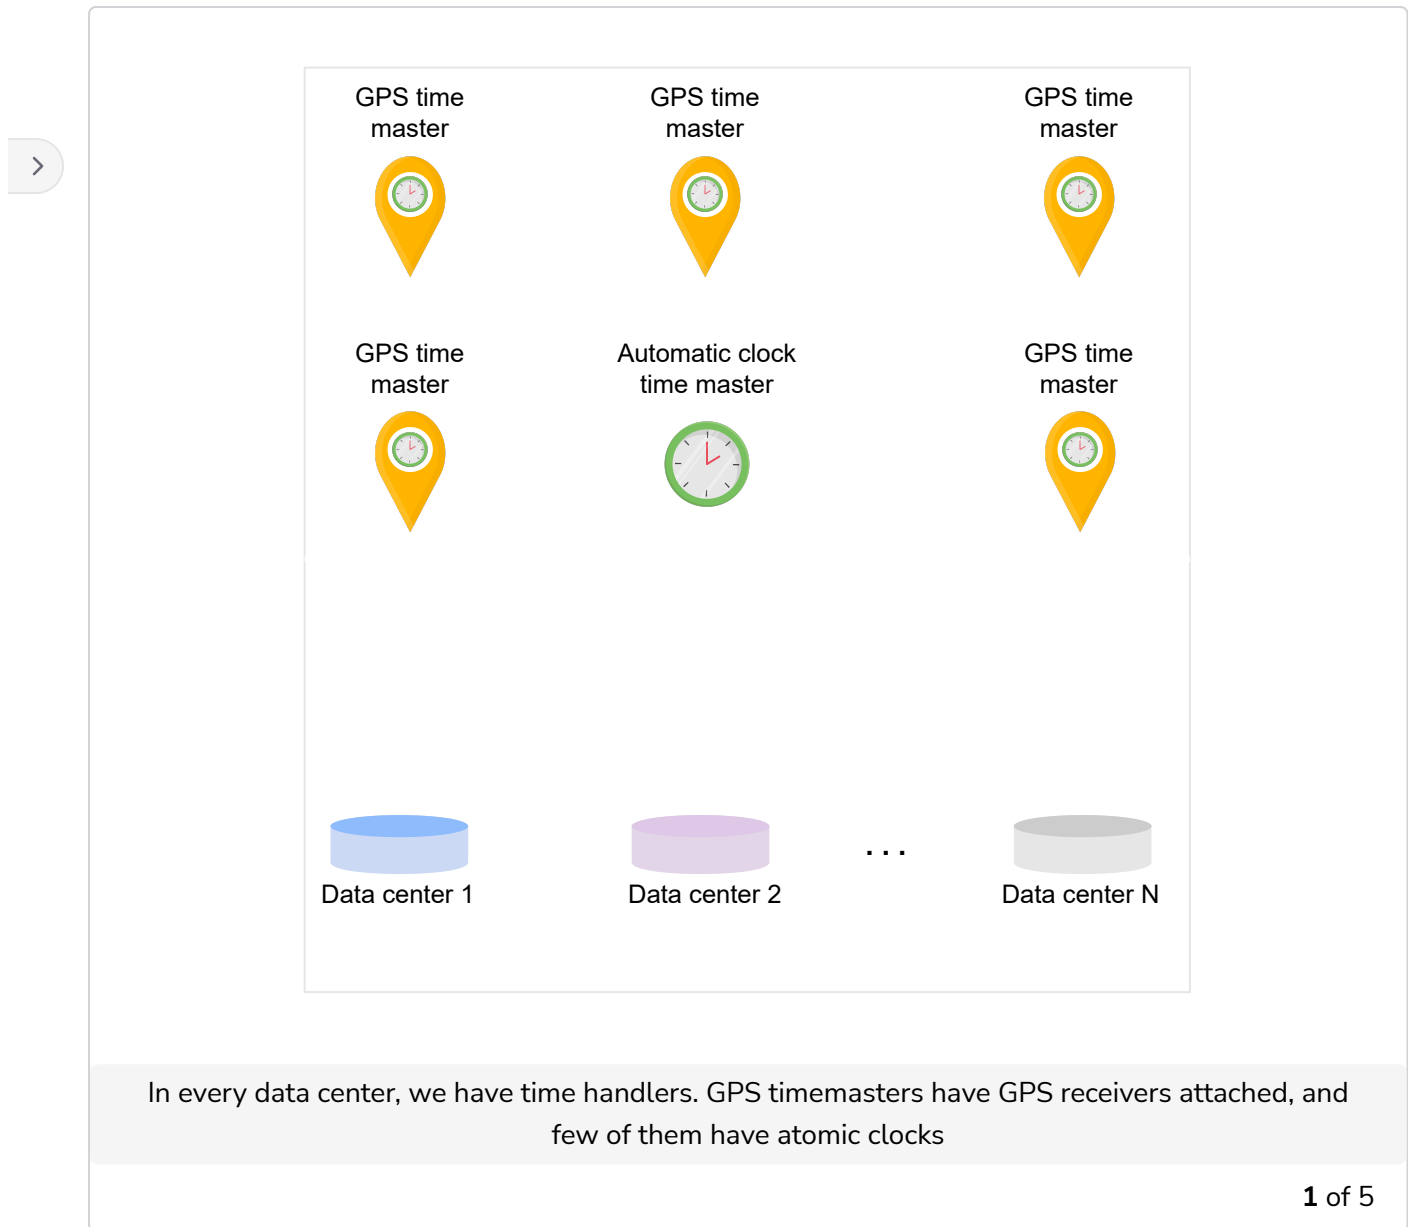 GPS time
master
GPS time
master
GPS time
master
GPS time
master
Automatic clock
time master
GPS time
master
. . .
Data center 1
Data center 2
Data center N
In every data center, we have time handlers. GPS timemasters have GPS receivers attached, and
few of them have atomic clocks
1 of 5